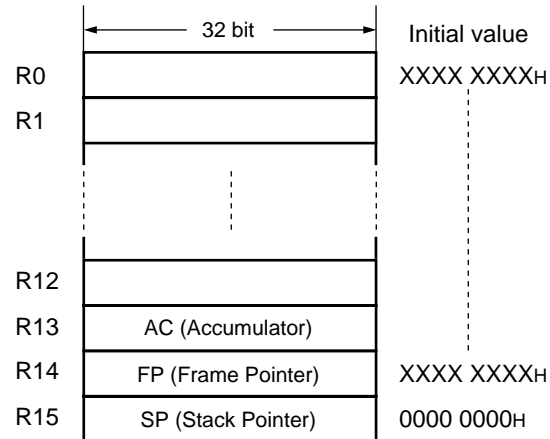 32 bit
Initial value
R0 XXXX XXXXH
R1
R12
R13 AC (Accumulator)
R14 FP (Frame Pointer) XXXX XXXXH
R15 SP (Stack Pointer) 0000 0000H